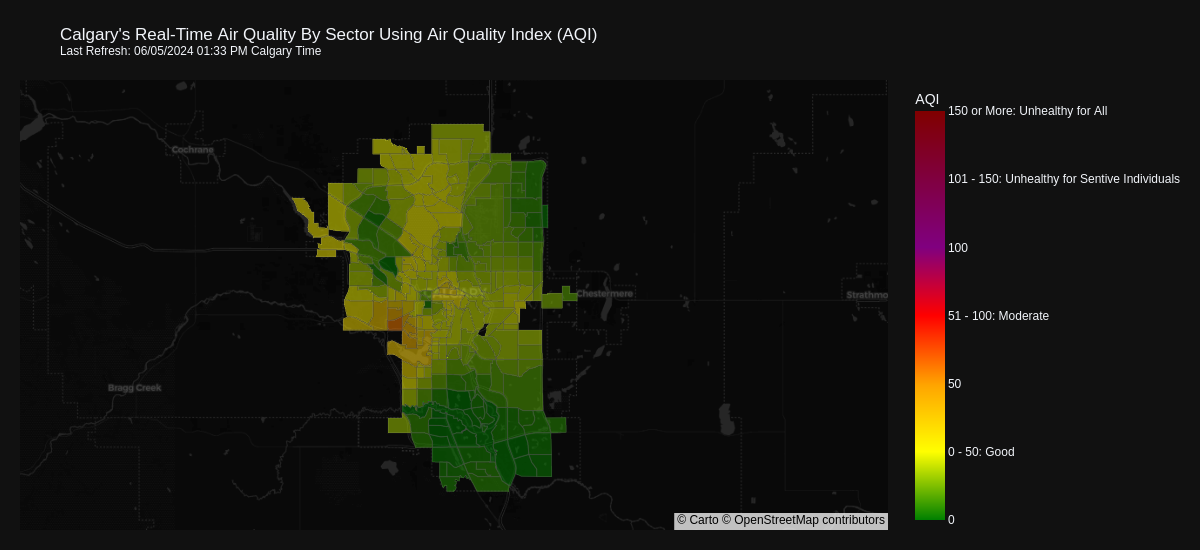 Calgary's Real-Time Air Quality By Sector Using Air Quality Index (AQI)
Last Refresh: 06/05/2024 01:33 PM Calgary Time
AQI
150 or More: Unhealthy for All
Cochrane
101 - 150: Unhealthy for Sentive Individuals
100
CALGARY
Chestermere
Strathmo
51 - 100: Moderate
50
Bragg Creek
0 - 50: Good
0
© Carto © OpenStreetMap contributors